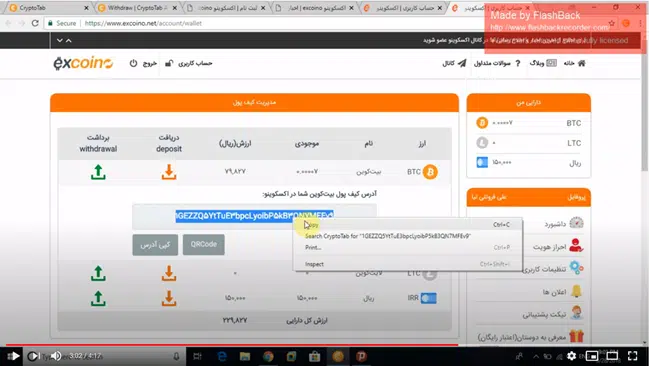 CryptoTab
Withdraw | CryptoTab
ثبت نام | اکسکوینو
اکسکوینو | اخبا
حساب کاربری | اکسکوینو
Made by FlashBack
http://www.flashbackrecorder.com
Secure
https://www.excoino.net/account/wallet
در کانال اکسکوینو عضو شوید
excoino
خروج
حساب کاربری
کانال
سوالات متداول
وبلاگ
خانه
مدیریت کیف پول
دارایی من
ارز
نام
موجودی
ارزش(ریال)
دریافت
deposit
برداشت
withdrawal
BTC
بیت‌کوین
۰.۰۰۰۰۷
۷۹,۸۲۷
BTC
۰.۰۰۰۰۷
LTC
۰
ریال
۱۵۰,۰۰۰
آدرس کیف پول بیت‌کوین شما در اکسکوینو:
Copy
Ctrl+C
Search CryptoTab for "1GEZZQ5YtTuE3bpcLyoibP5kB3QN7MFEv9"
Print...
Ctrl+P
Inspect
Ctrl+Shift+I
کپی آدرس
QRCode
پروفایل
داشبورد
احراز هویت
تنظیمات کاربری
اعلان ها
تیکت پشتیبانی
معرفی به دوستان(اعتبار رایگان)
LTC
لایت‌کوین
۰
۰
IRR
ریال
۱۵۰,۰۰۰
۱۵۰,۰۰۰
ارزش کل دارایی
۲۲۹,۸۲۷
3:02 / 4:17